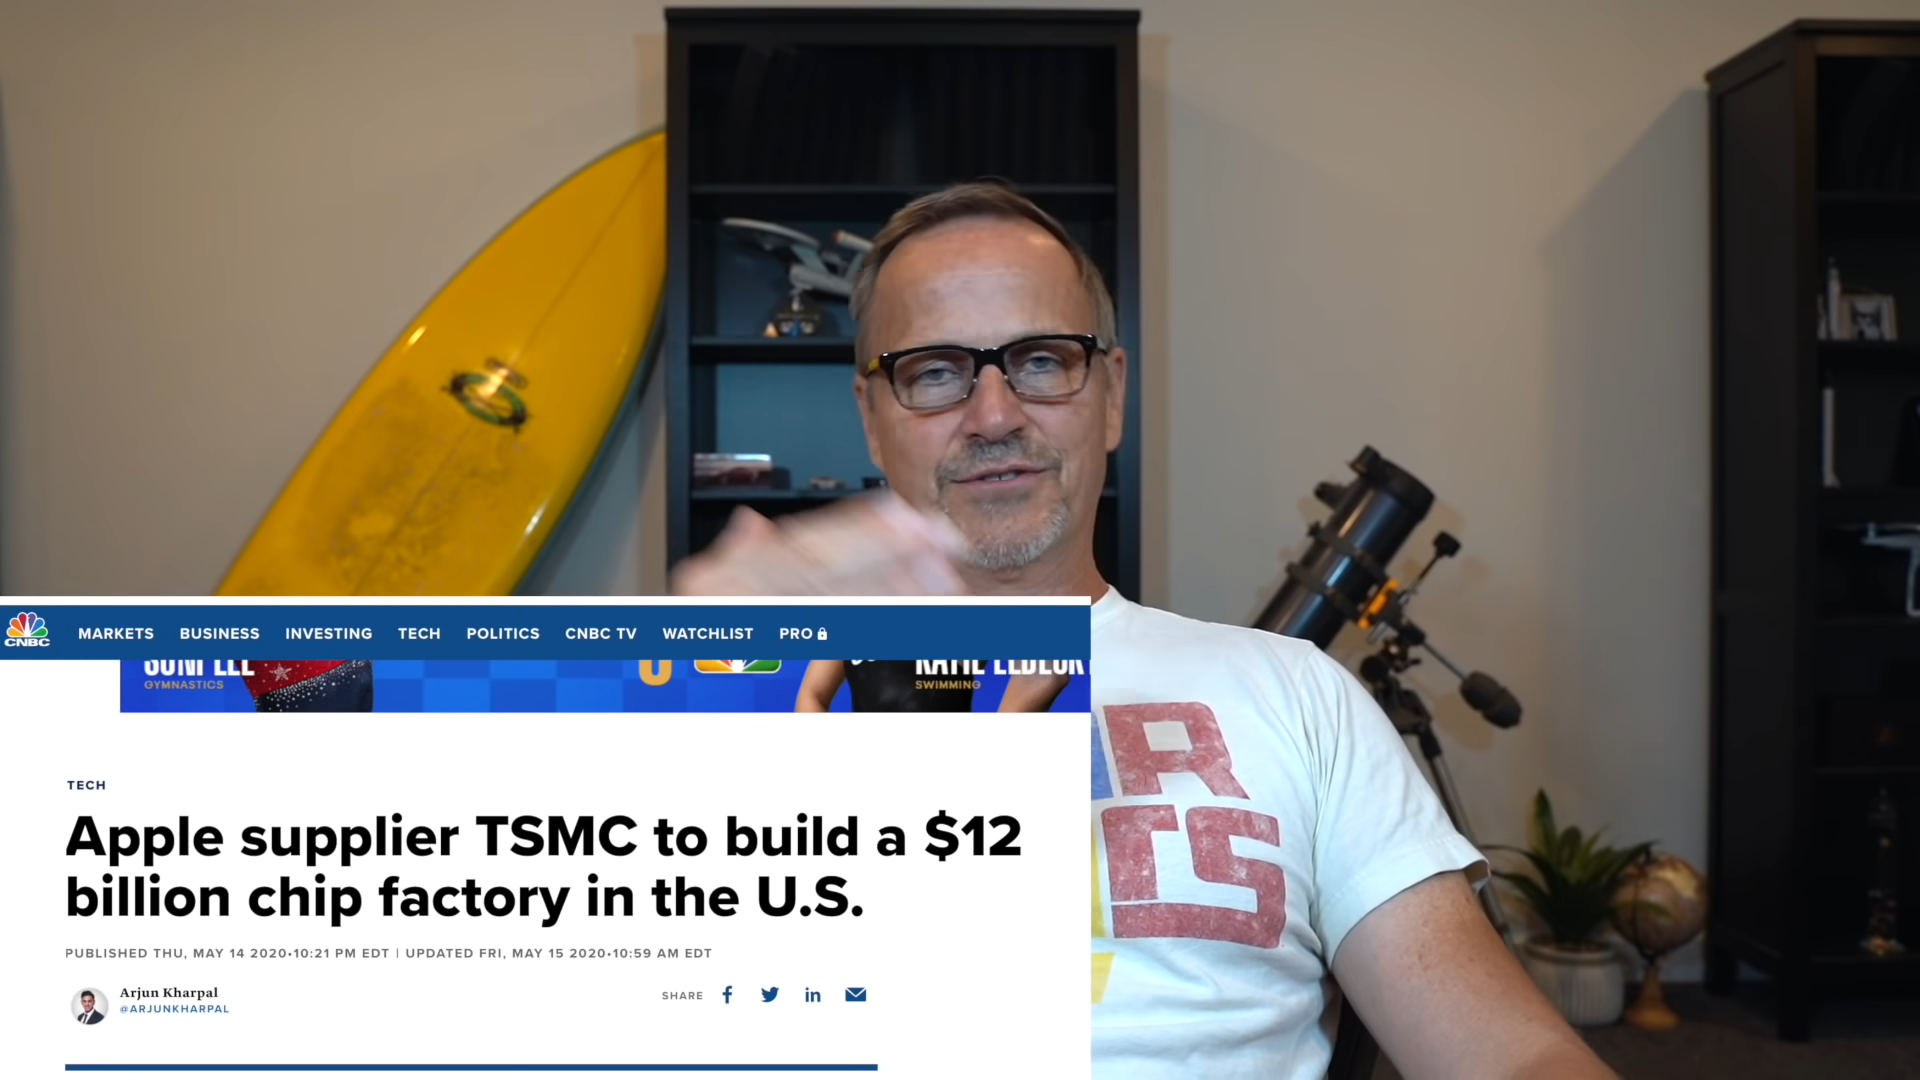 CNBC
MARKETS BUSINESS INVESTING TECH POLITICS CNBC TV WATCHLIST PRO
SUNI LEE
GYMNASTICS
SWIMMING
TECH
Apple supplier TSMC to build a $12
billion chip factory in the U.S.
PUBLISHED THU, MAY 14 2020•10:21 PM EDT | UPDATED FRI, MAY 15 2020•10:59 AM EDT
Arjun Kharpal
@ARJUNKHARPAL
SHARE